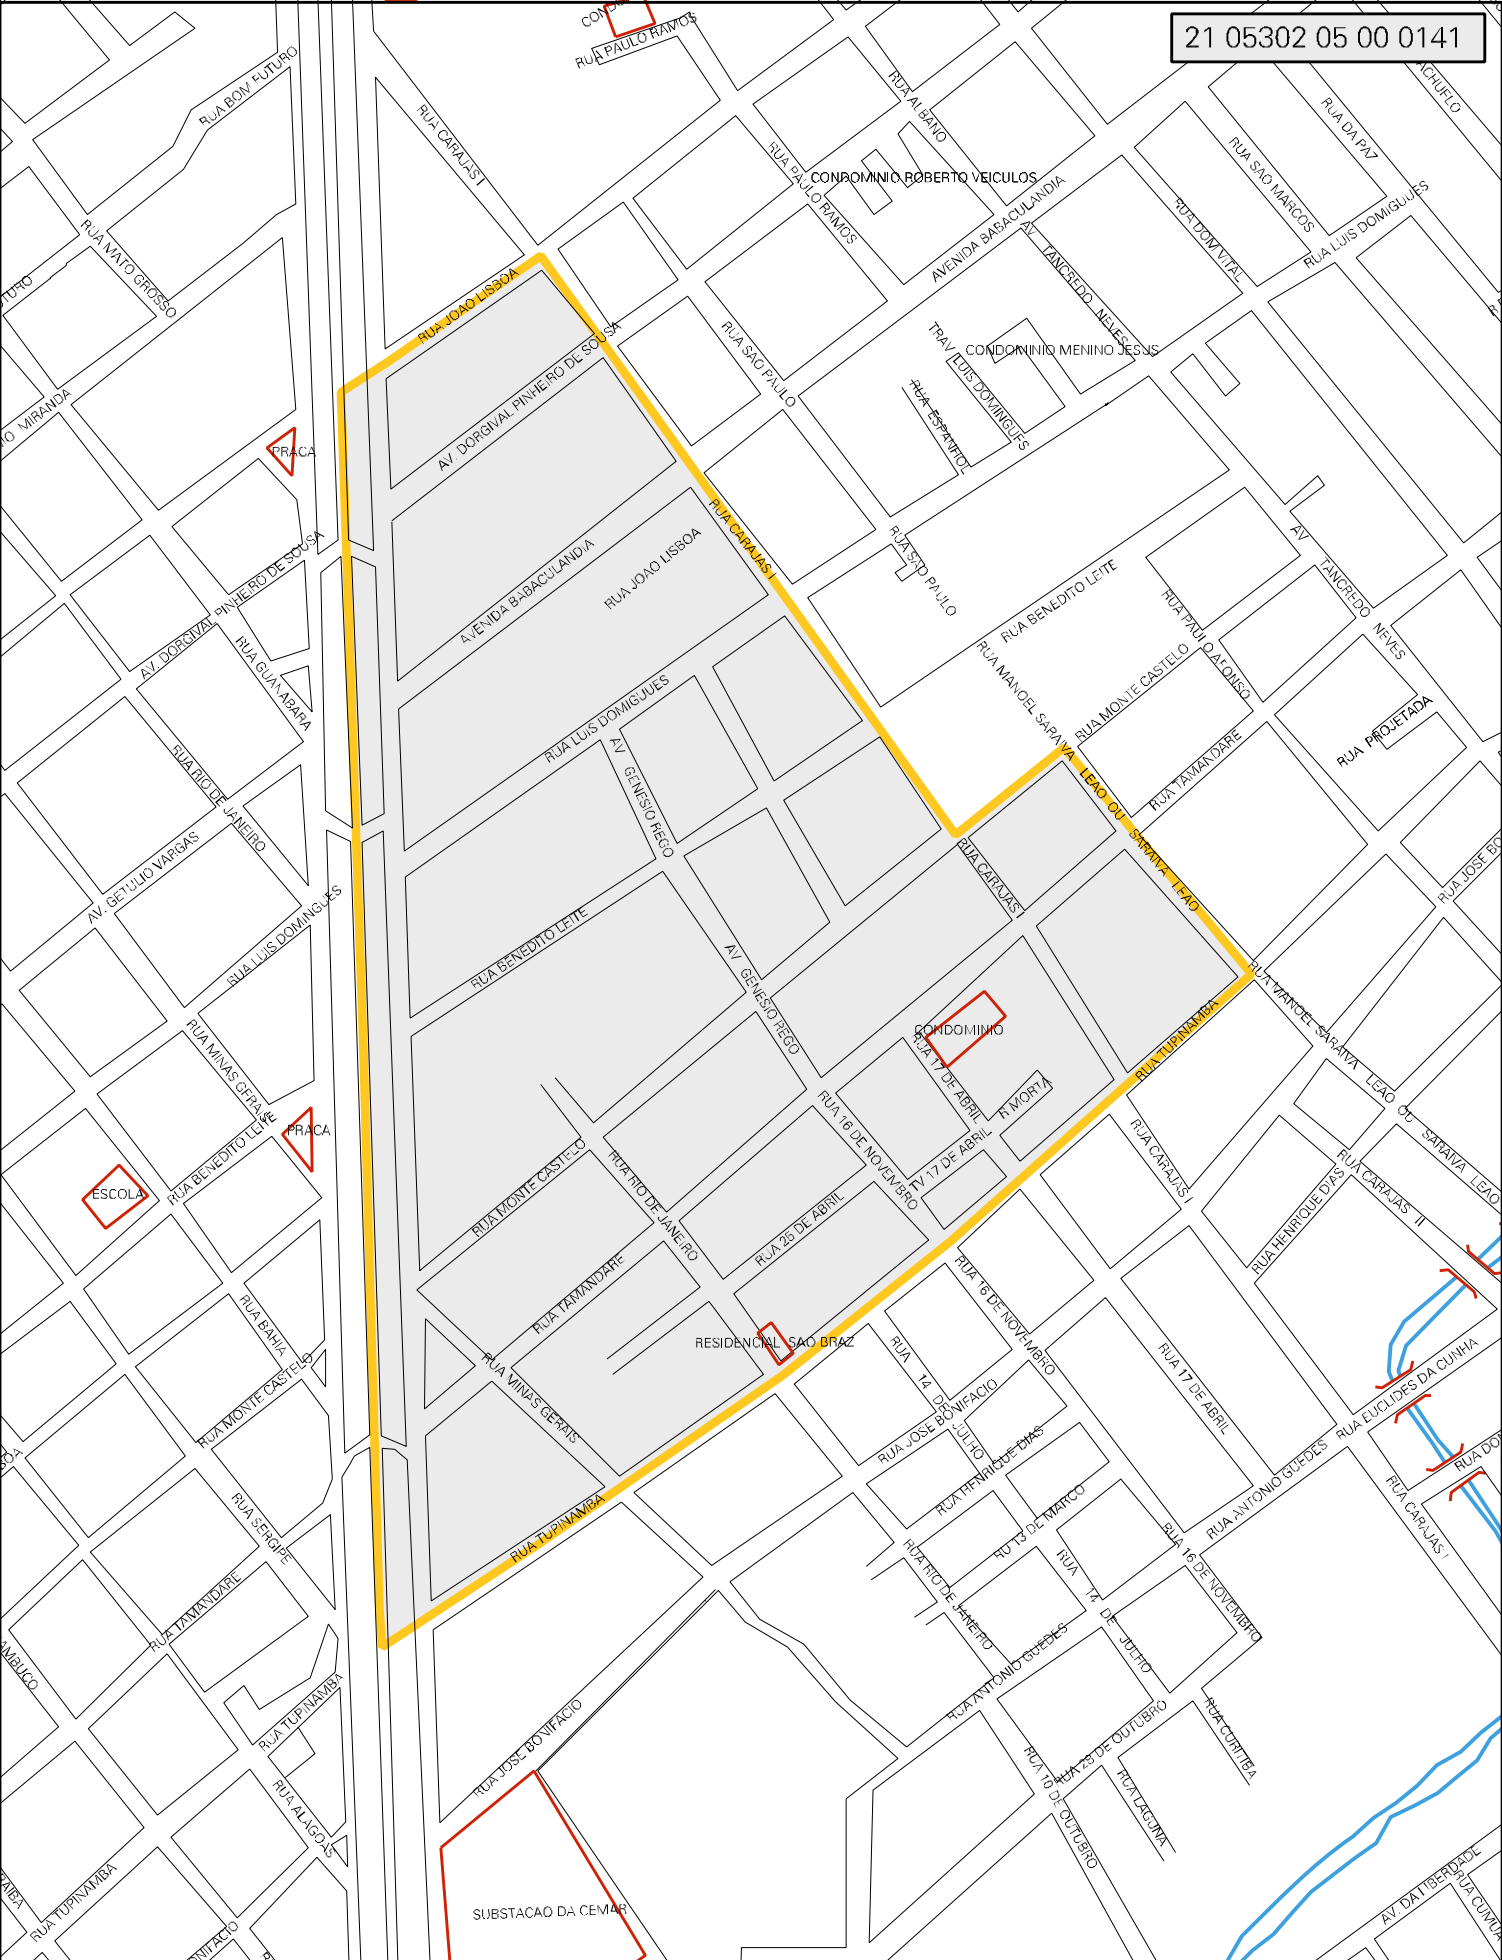 21 05302 05 00 0141
RUA PAULO RAMOS
RUA BOM FUTURO
RUA CARAJAS I
RUA ALBANO
RUA DA PAZ
RUA SAO MARCOS
RUA PAULO RAMOS
CONDOMINIO ROBERTO VEICULOS
AVENIDA BABACULANDIA
RUA DOM VITAL
RUA LUIS DOMIGUUES
RUA MATO GROSSO
AV. TANCREDO NEVES
RUA JOAO LISBOA
RUA SAO PAULO
TRAV LUIS DOMINGUES
CONDOMINIO MENINO JESUS
RUA ESPANHOL
AV. DORGIVAL PINHEIRO DE SOUSA
MIRANDA
PRACA
RUA CARAJAS I
AVENIDA BABACULANDIA
RUA JOAO LISBOA
RUA SAO PAULO
RUA BENEDITO LEITE
AV TANCREDO NEVES
AV. DORGIVAL PINHEIRO DE SOUSA
RUA GUANABARA
RUA PAULO AFONSO
RUA MONTE CASTELO
RUA MANOEL SARAIVA LEAO OU SARAIVA LEAO
RUA LUIS DOMIGUUES
RUA PROJETADA
RUA TAMANDARE
RUA RIO DE JANEIRO
AV GENESIO REGO
AV. GETULIO VARGAS
RUA CARAJAS I
RUA LUIS DOMINGUES
RUA BENEDITO LEITE
AV GENESIO REGO
RUA MANOEL SARAIVA LEAO OU SARAIVA LEAO
RUA MINAS GERAIS
CONDOMINIO
RUA 17 DE ABRIL
RUA TUPINAMBA
R MORTA
RUA 16 DE NOVEMBRO
TV 17 DE ABRIL
PRACA
RUA BENEDITO LEITE
ESCOLA
RUA MONTE CASTELO
RUA RIO DE JANEIRO
RUA 25 DE ABRIL
RUA CARAJAS I
RUA CARAJAS II
RUA HENRIQUE DIAS
RUA TAMANDARE
RUA BAHIA
RESIDENCIAL SAO BRAZ
RUA 16 DE NOVEMBRO
RUA MINAS GERAIS
RUA MONTE CASTELO
RUA 14 DE JULHO
RUA JOSE BONIFACIO
RUA 17 DE ABRIL
RUA EUCLIDES DA CUNHA
RUA HENRIQUE DIAS
RUA ANTONIO GUEDES
RUA CARAJAS I
RUA SERGIPE
RUA TUPINAMBA
RU 13 DE MARCO
RUA 16 DE NOVEMBRO
RUA RIO DE JANEIRO
RUA 14 DE JULHO
RUA TAMANDARE
RUA ANTONIO GUEDES
RUA TUPINAMBA
RUA JOSE BONIFACIO
RUA 28 DE OUTUBRO
RUA CURITIBA
RUA 10 DE OUTUBRO
RUA LAGUNA
RUA ALAGOAS
RUA TUPINAMBA
SUBSTACAO DA CEMAR
AV. DA LIBERDADE